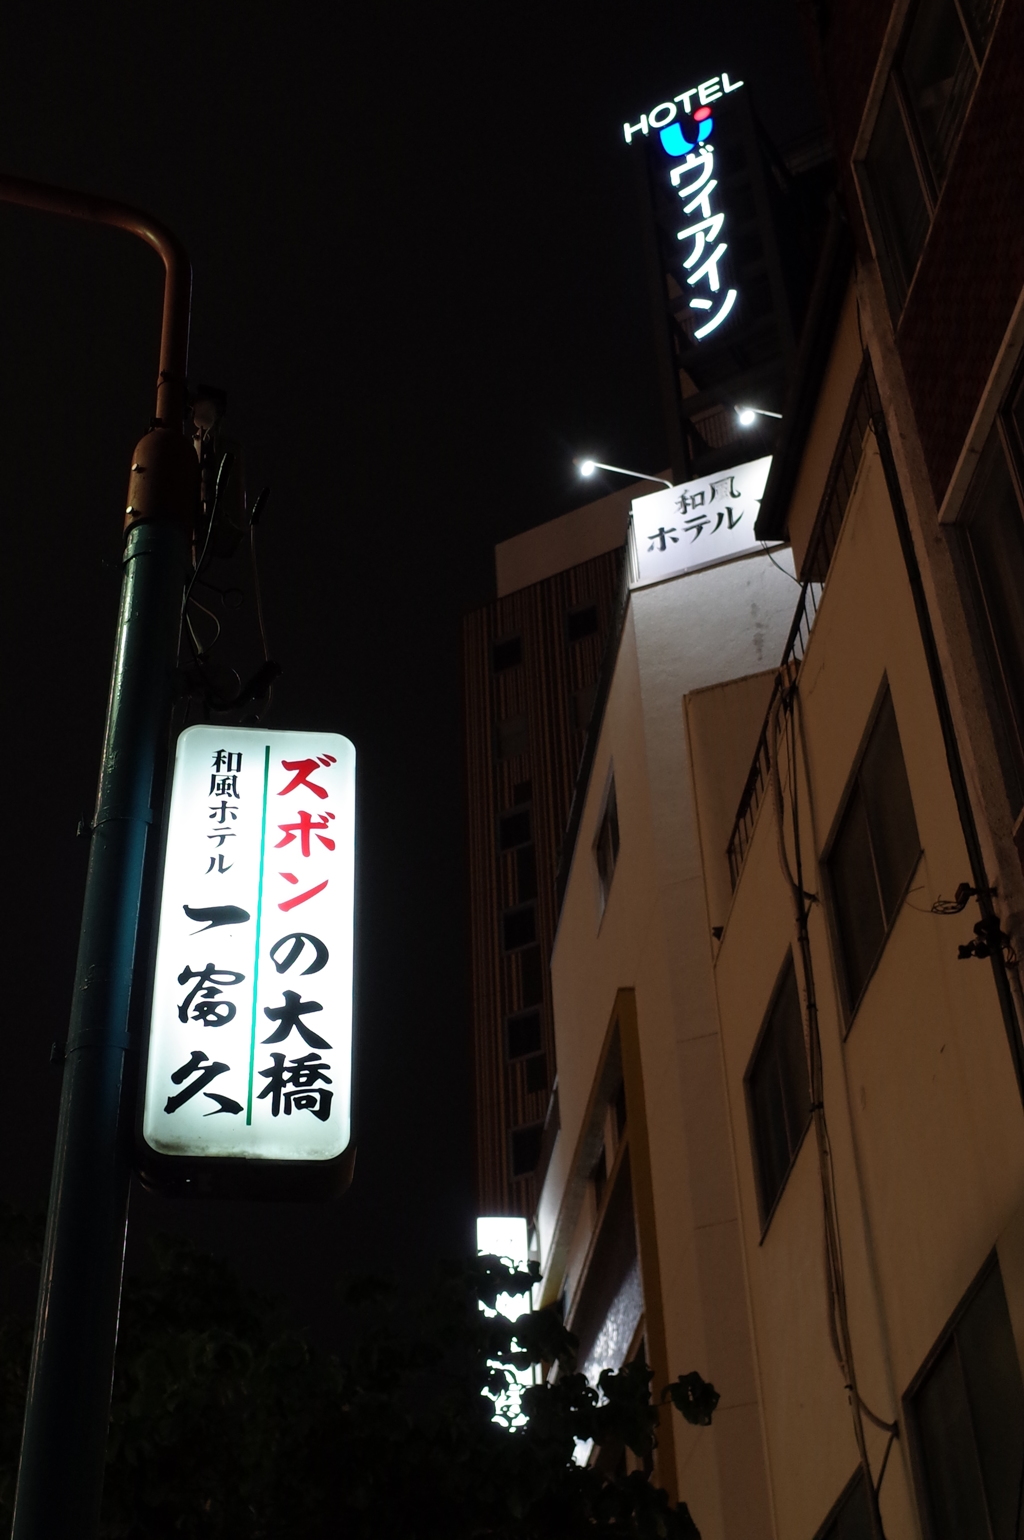 HOTEL
ヴィアイン
和風
ホテル
ズボンの大橋
和風ホテル 一富久